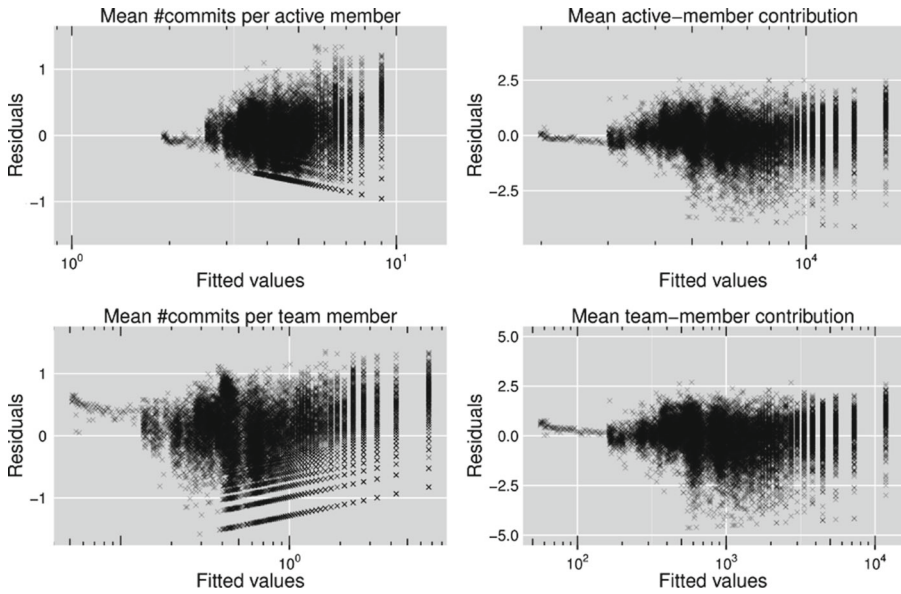 Mean #commits per active member
Residuals
1
0
−1
10^0
10^1
Fitted values
Mean active−member contribution
Residuals
2.5
0.0
−2.5
10^4
Fitted values
Mean #commits per team member
Residuals
1
0
−1
10^0
Fitted values
Mean team−member contribution
Residuals
5.0
2.5
0.0
−2.5
−5.0
10^2
10^3
10^4
Fitted values